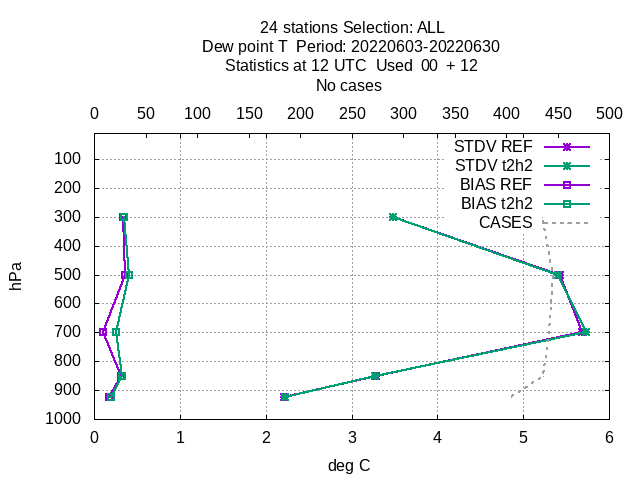 24 stations Selection: ALL
Dew point T  Period: 20220603-20220630
Statistics at 12 UTC  Used  00  + 12
No cases
0 50 100 150 200 250 300 350 400 450 500
STDV REF
STDV t2h2
BIAS REF
BIAS t2h2
CASES
100
200
300
400
500
600
700
800
900
1000
hPa
0 1 2 3 4 5 6
deg C